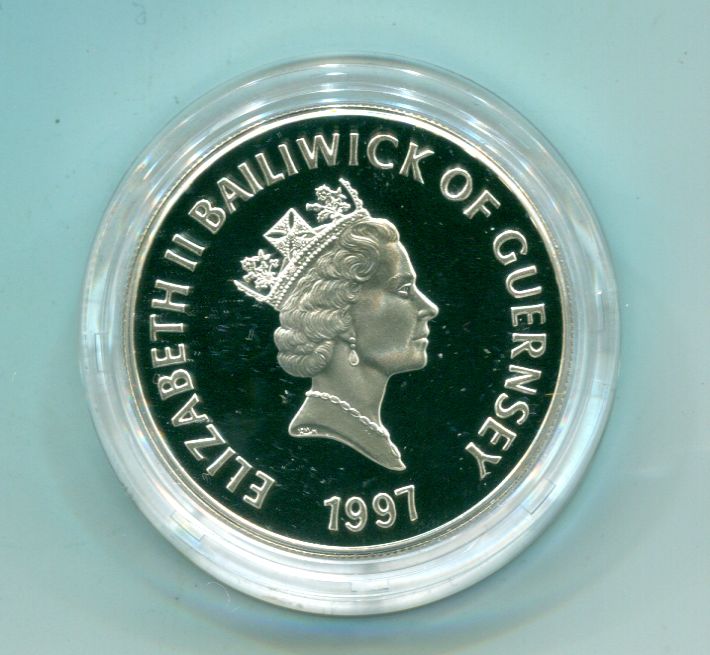 ELIZABETH II BAILIWICK OF GUERNSEY
1997